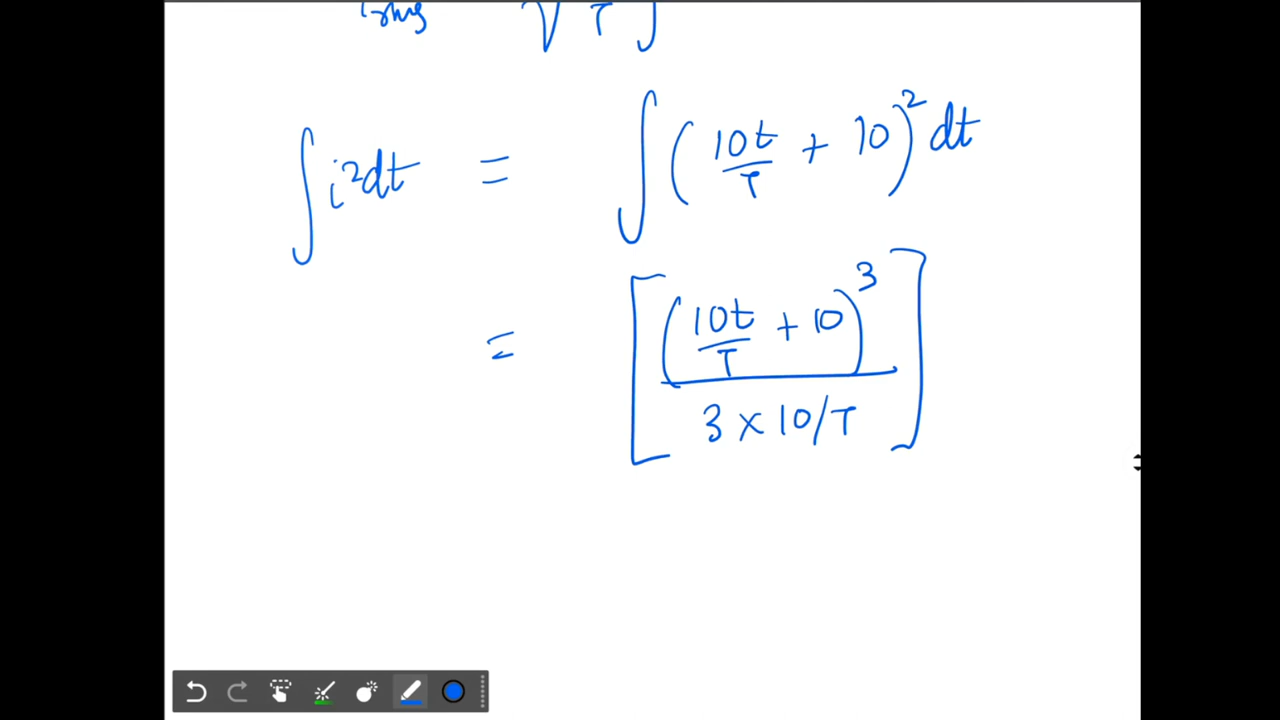 √ T ∫
∫ i²dt = ∫ (10t/T + 10)² dt
= [(10t/T + 10)³ / 3 × 10/T]